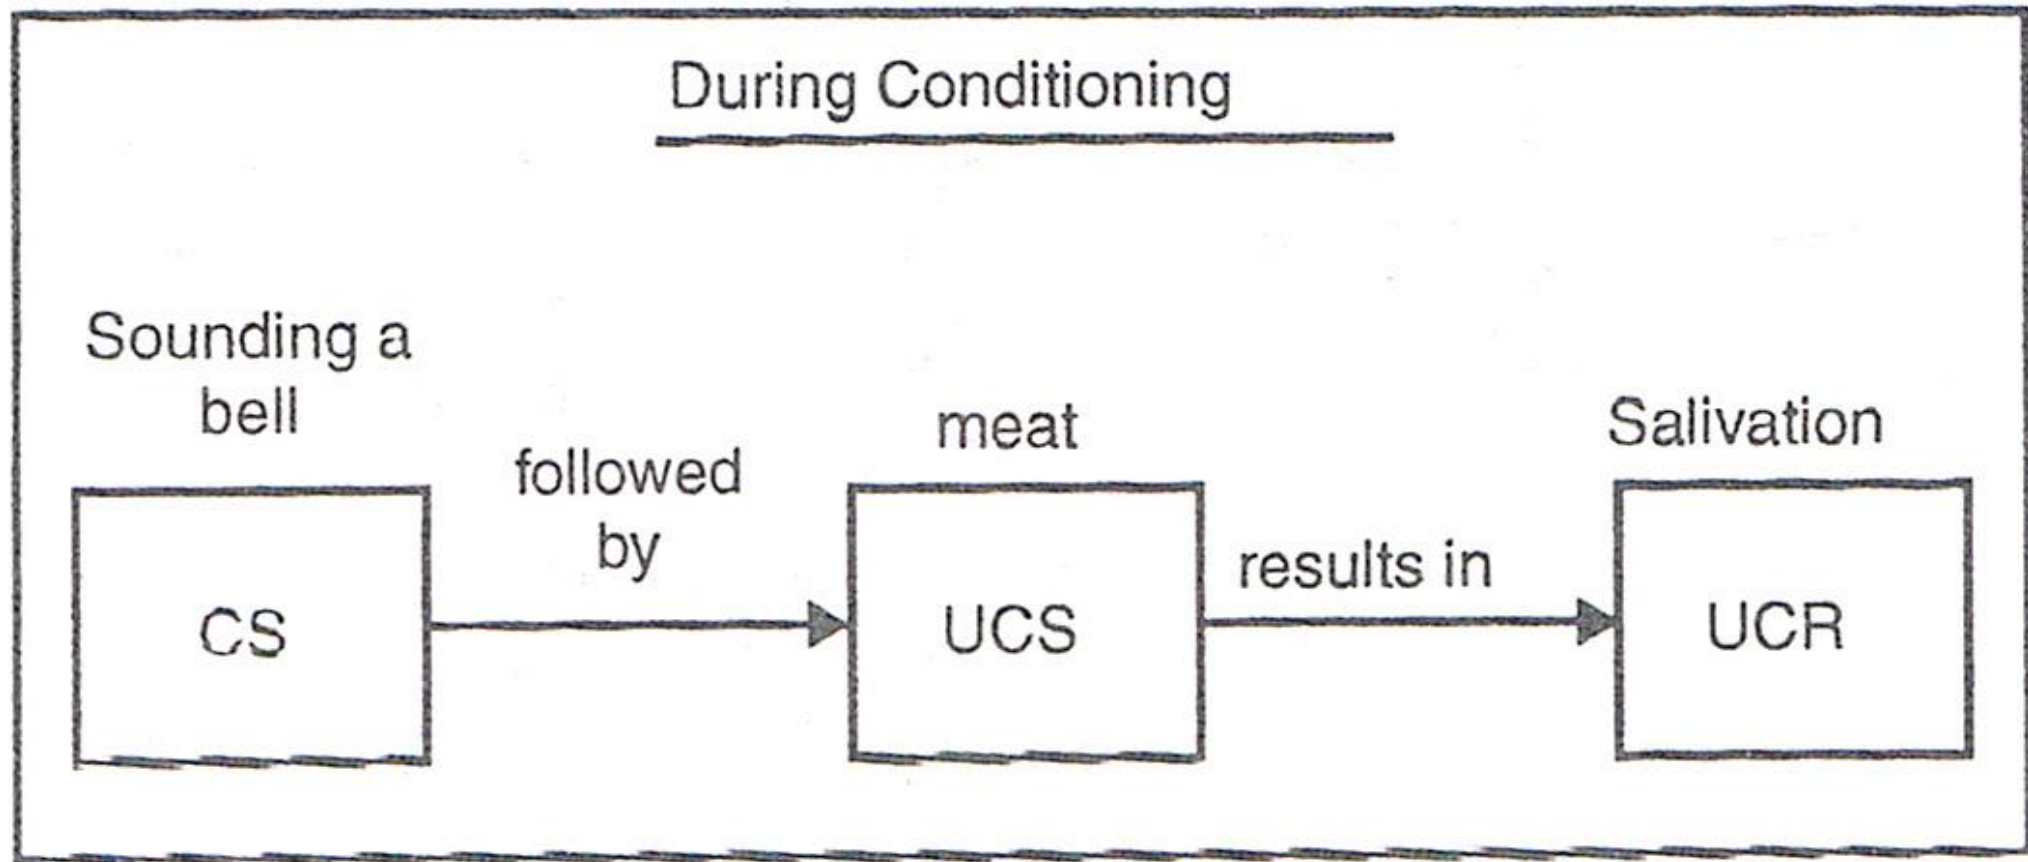 During Conditioning
Sounding a
bell
followed
by
meat
results in
Salivation
CS
UCS
UCR